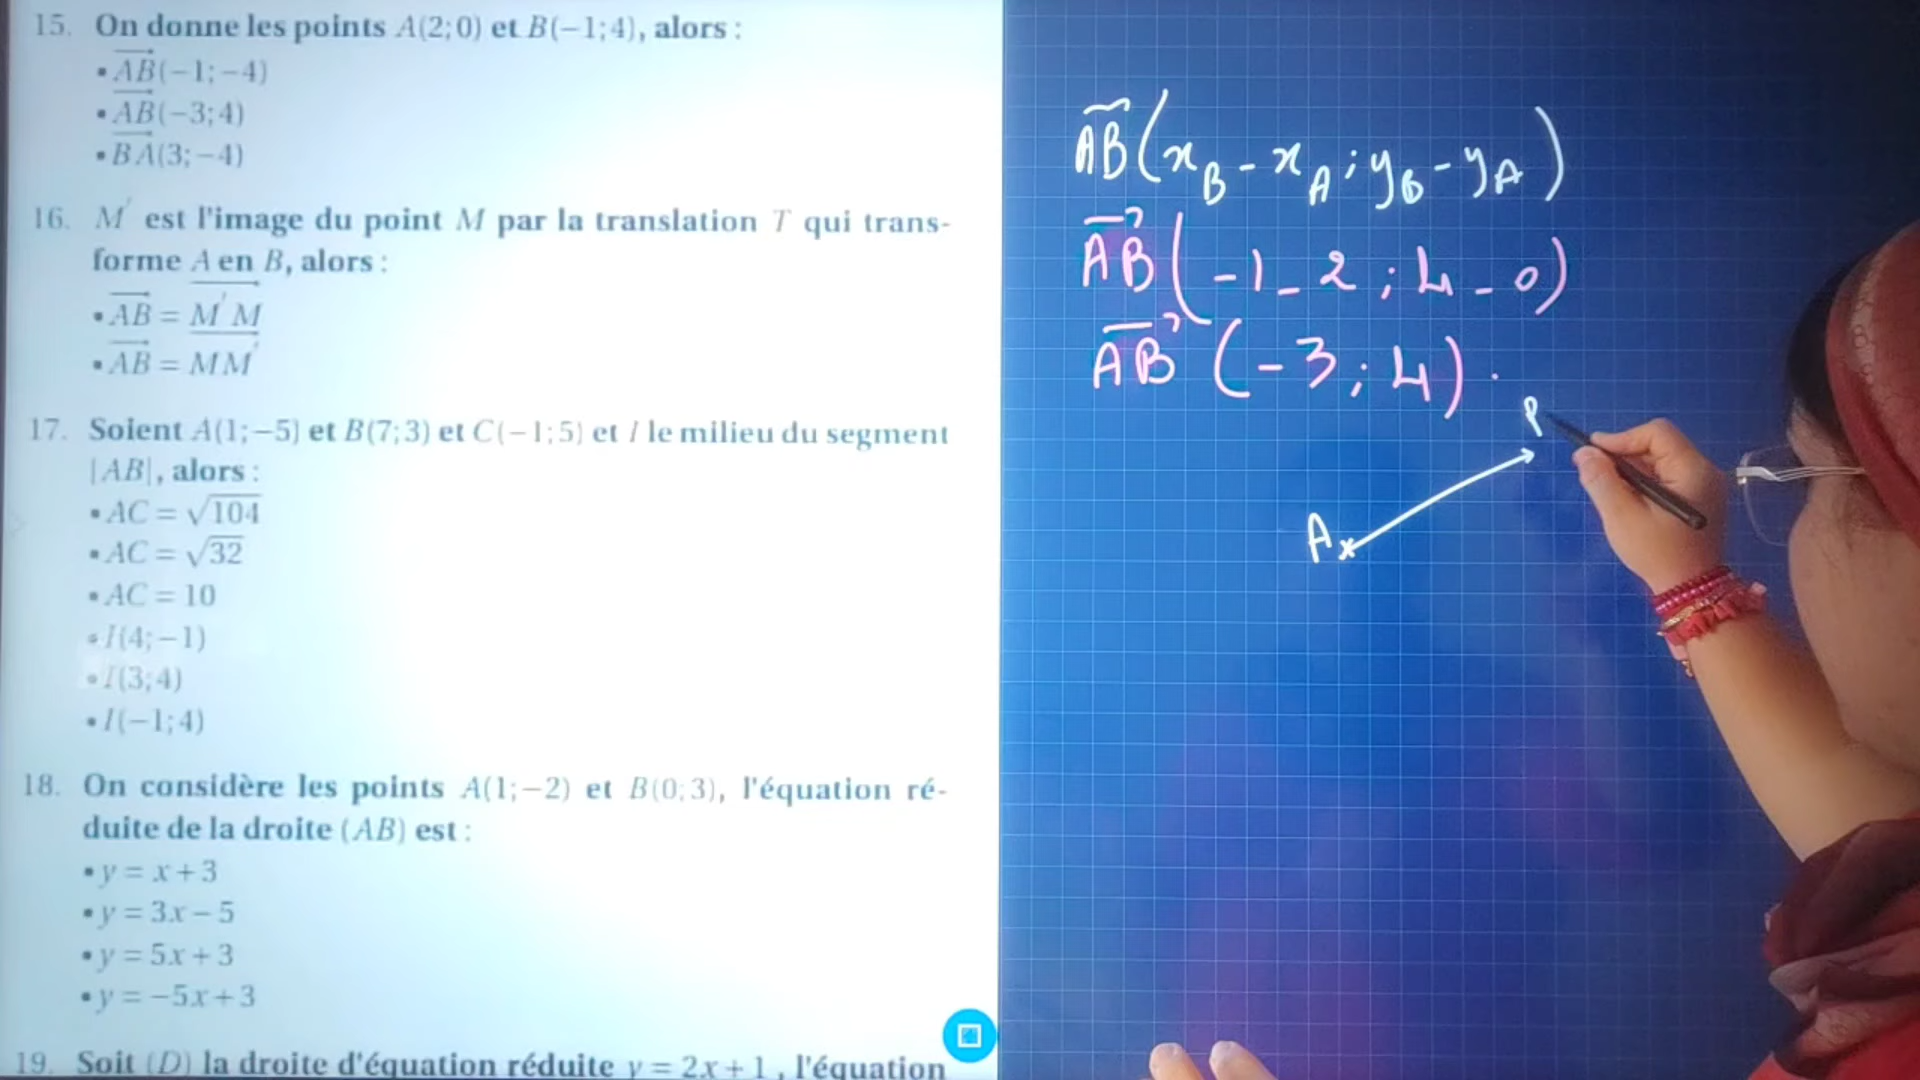 15. On donne les points A(2;0) et B(−1;4), alors :
• AB(−1;−4)
• AB(−3;4)
• BA(3;−4)
16. M' est l'image du point M par la translation T qui trans-
forme A en B, alors :
• AB = M'M
• AB = MM'
17. Soient A(1;−5) et B(7;3) et C(−1;5) et I le milieu du segment
|AB|, alors :
• AC = √104
• AC = √32
• AC = 10
• I(4;−1)
• I(3;4)
• I(−1;4)
18. On considère les points A(1;−2) et B(0;3), l'équation ré-
duite de la droite (AB) est :
• y = x+3
• y = 3x−5
• y = 5x+3
• y = −5x+3
19. Soit (D) la droite d'équation réduite y = 2x+1, l'équation
AB(x_B - x_A ; y_B - y_A)
AB(-1-2 ; 4-0)
AB(-3 ; 4).
A